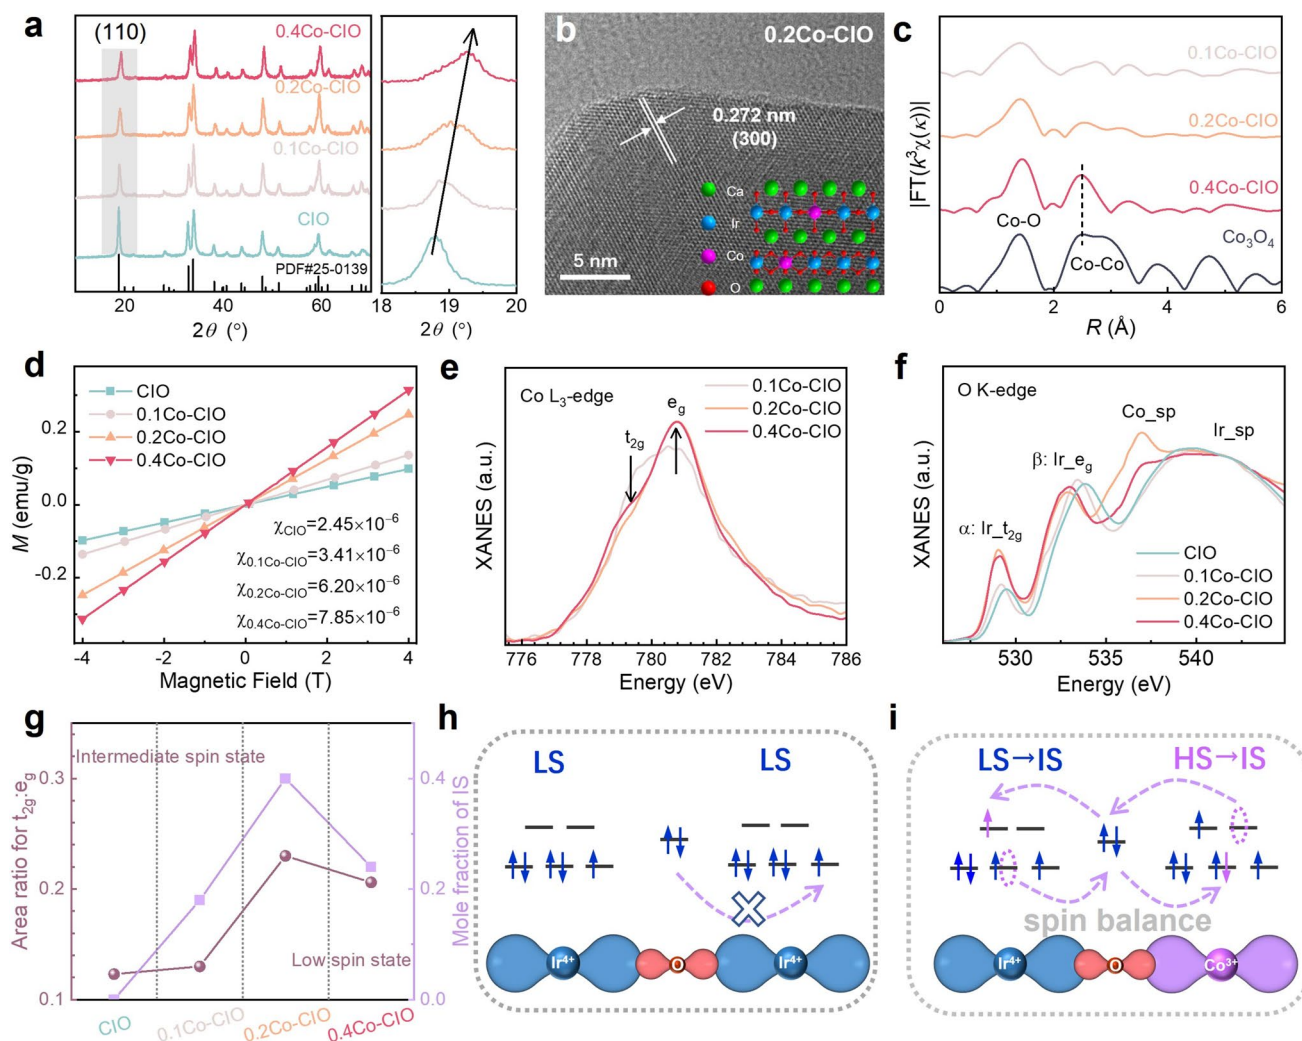 a
(110)
0.4Co-CIO
0.2Co-CIO
0.1Co-CIO
CIO
PDF#25-0139
20 40 60
2θ (°)
18 19 20
2θ (°)
b
0.2Co-CIO
0.272 nm
(300)
Ca
Ir
Co
O
5 nm
c
|FT(k³χ(κ))|
0.1Co-CIO
0.2Co-CIO
0.4Co-CIO
Co-O
Co₃O₄
Co-Co
0 2 4 6
R (Å)
d
M (emu/g)
CIO
0.1Co-CIO
0.2Co-CIO
0.4Co-CIO
0.2
0.0
-0.2
χCIO=2.45×10⁻⁶
χ0.1Co-CIO=3.41×10⁻⁶
χ0.2Co-CIO=6.20×10⁻⁶
χ0.4Co-CIO=7.85×10⁻⁶
-4 -2 0 2 4
Magnetic Field (T)
e
XANES (a.u.)
Co L₃-edge
0.1Co-CIO
0.2Co-CIO
0.4Co-CIO
t2g
eg
776 778 780 782 784 786
Energy (eV)
f
XANES (a.u.)
O K-edge
Co_sp
Ir_sp
β: Ir_eg
α: Ir_t2g
CIO
0.1Co-CIO
0.2Co-CIO
0.4Co-CIO
530 535 540
Energy (eV)
g
Area ratio for t2g:eg
Intermediate spin state
Low spin state
0.3
0.2
0.1
0.4
0.2
0.0
Mole fraction of IS
CIO 0.1Co-CIO 0.2Co-CIO 0.4Co-CIO
h
LS LS
Ir⁴⁺ O Ir⁴⁺
i
LS→IS HS→IS
spin balance
Ir⁴⁺ O Co³⁺